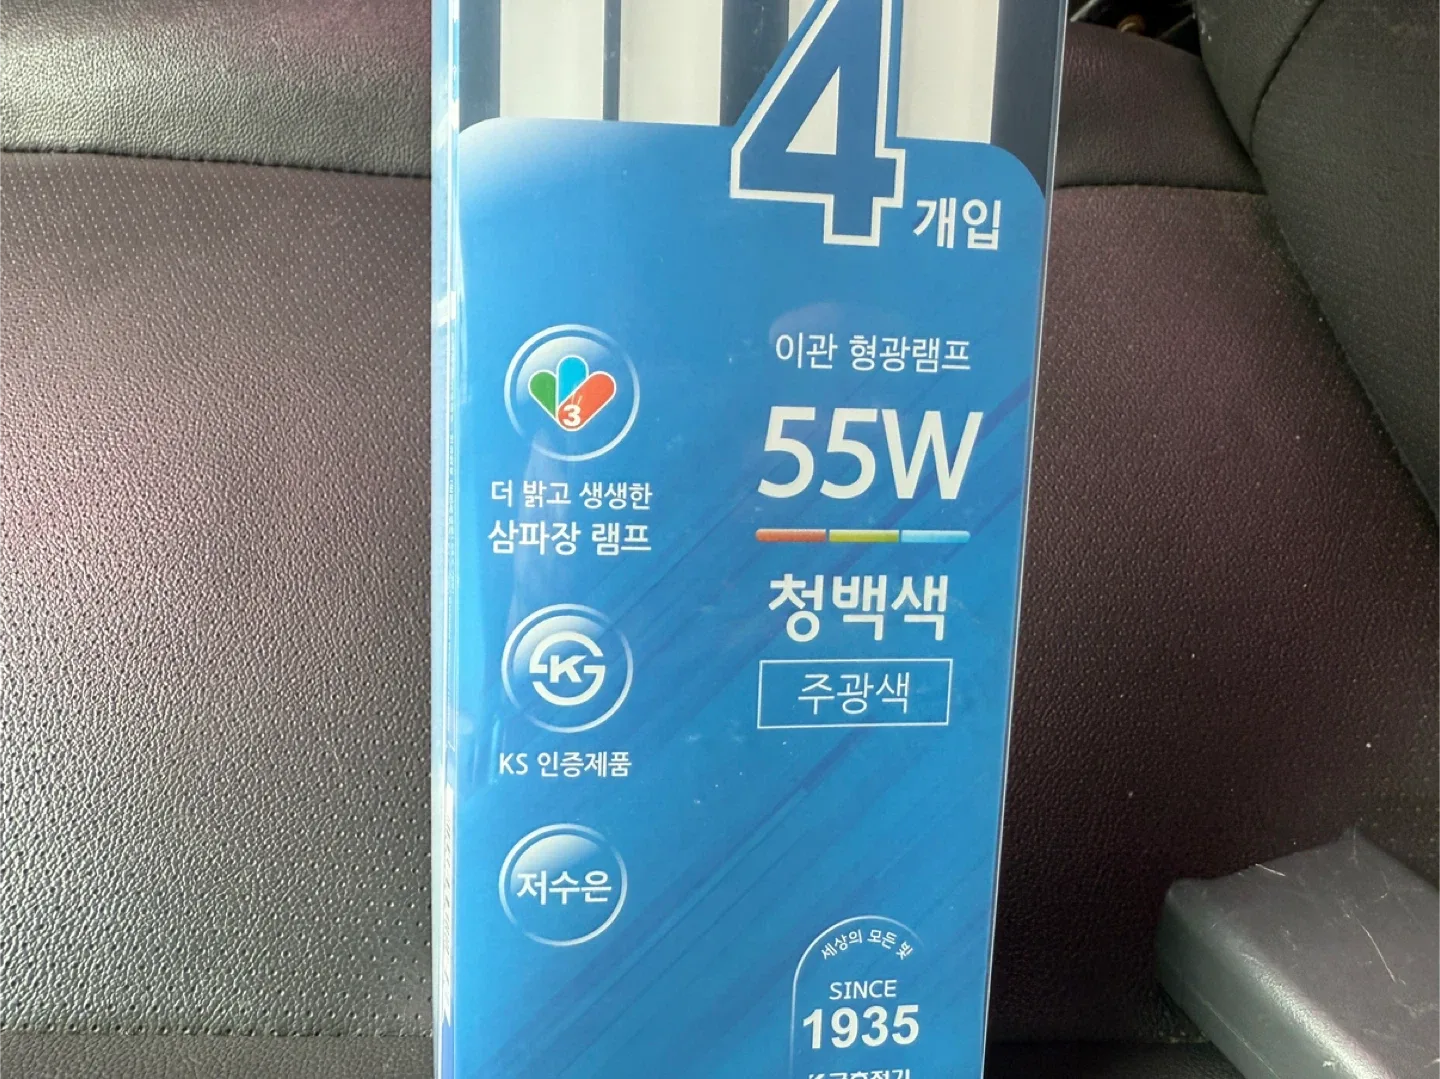 4개입
이관 형광램프
55W
청백색
주광색
3
더 밝고 생생한
삼파장 램프
KS 인증제품
저수은
세상의 모든 빛
SINCE
1935